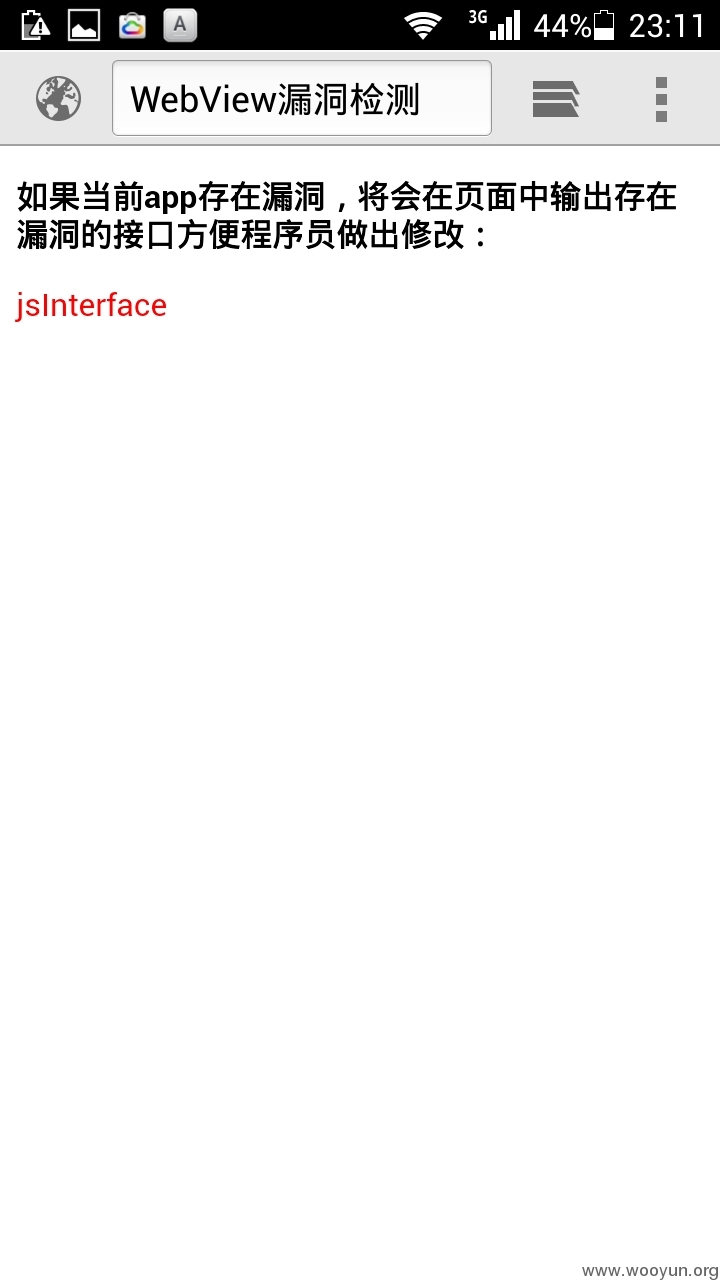 3G 44% 23:11
A
WebView漏洞检测
如果当前app存在漏洞，将会在页面中输出存在
漏洞的接口方便程序员做出修改：
jsInterface
www.wooyun.org